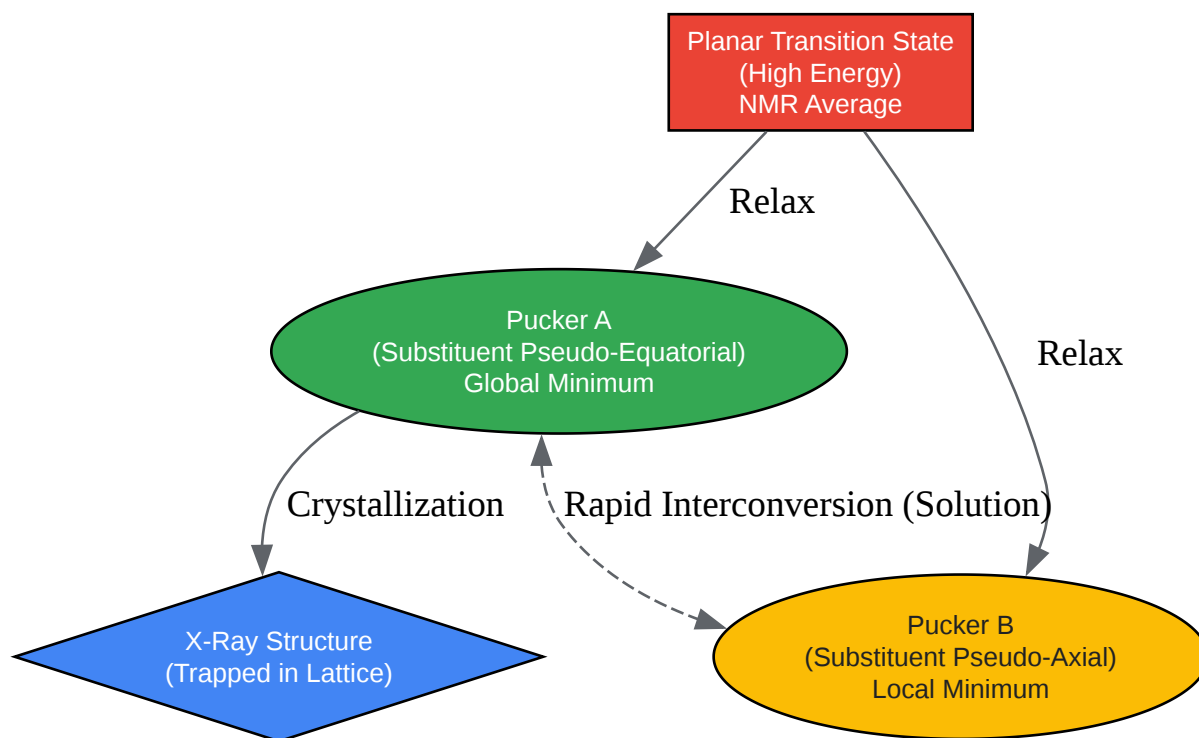 Planar Transition State
(High Energy)
NMR Average
Relax
Pucker A
(Substituent Pseudo-Equatorial)
Global Minimum
Relax
Crystallization
Rapid Interconversion (Solution)
X-Ray Structure
(Trapped in Lattice)
Pucker B
(Substituent Pseudo-Axial)
Local Minimum